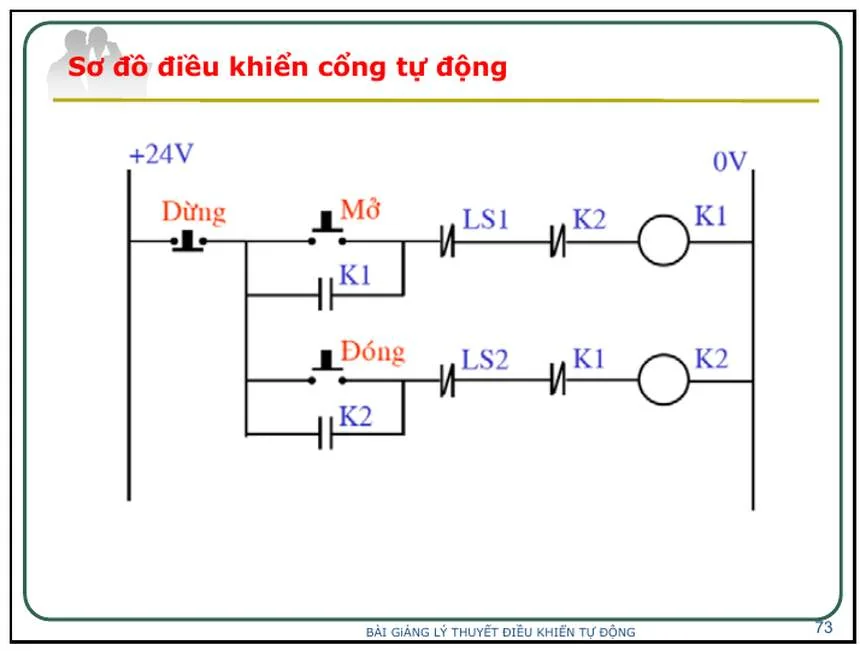 Sơ đồ điều khiển cổng tự động
+24V
0V
Dừng
Mở
LS1
K2
K1
K1
Đóng
LS2
K1
K2
K2
BÀI GiẢNG LÝ THUYẾT ĐIỀU KHIỂN TỰ ĐỘNG
73